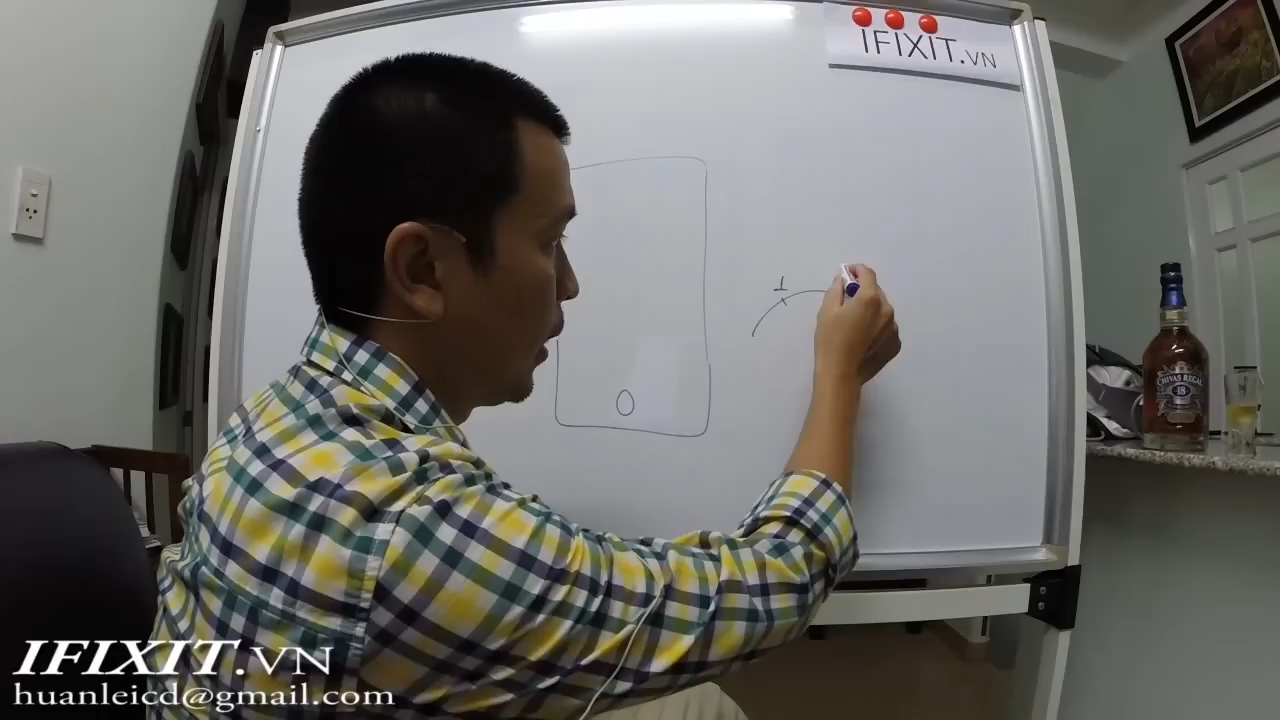 IFIXIT.VN
1
CHIVAS REGAL
18
IFIXIT.VN
huanleicd@gmail.com